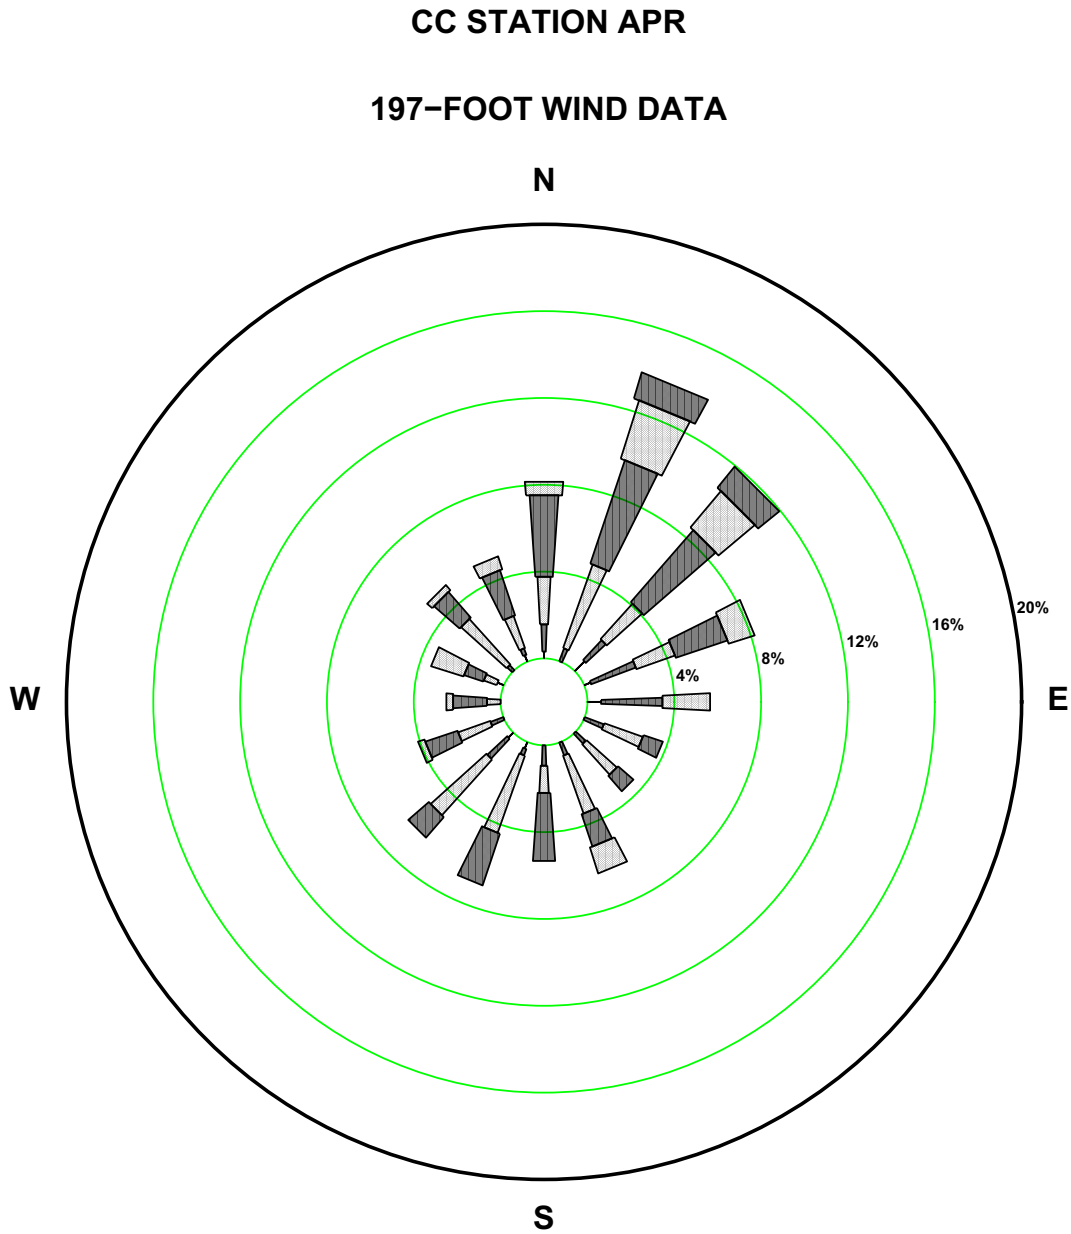 CC STATION APR
197−FOOT WIND DATA
N
20%
16%
12%
8%
4%
W
E
S